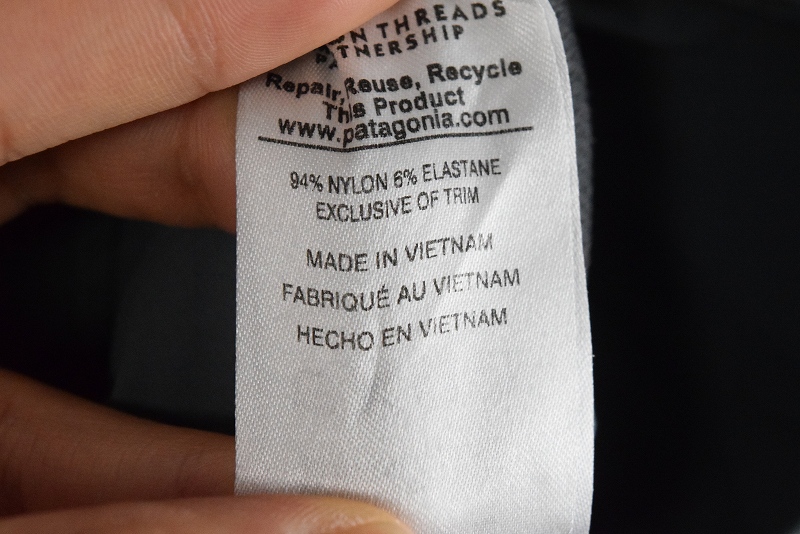 THREADS
Repair, Reuse, Recycle
This Product
www.patagonia.com
94% NYLON 6% ELASTANE
EXCLUSIVE OF TRIM
MADE IN VIETNAM
FABRIQUÉ AU VIETNAM
HECHO EN VIETNAM